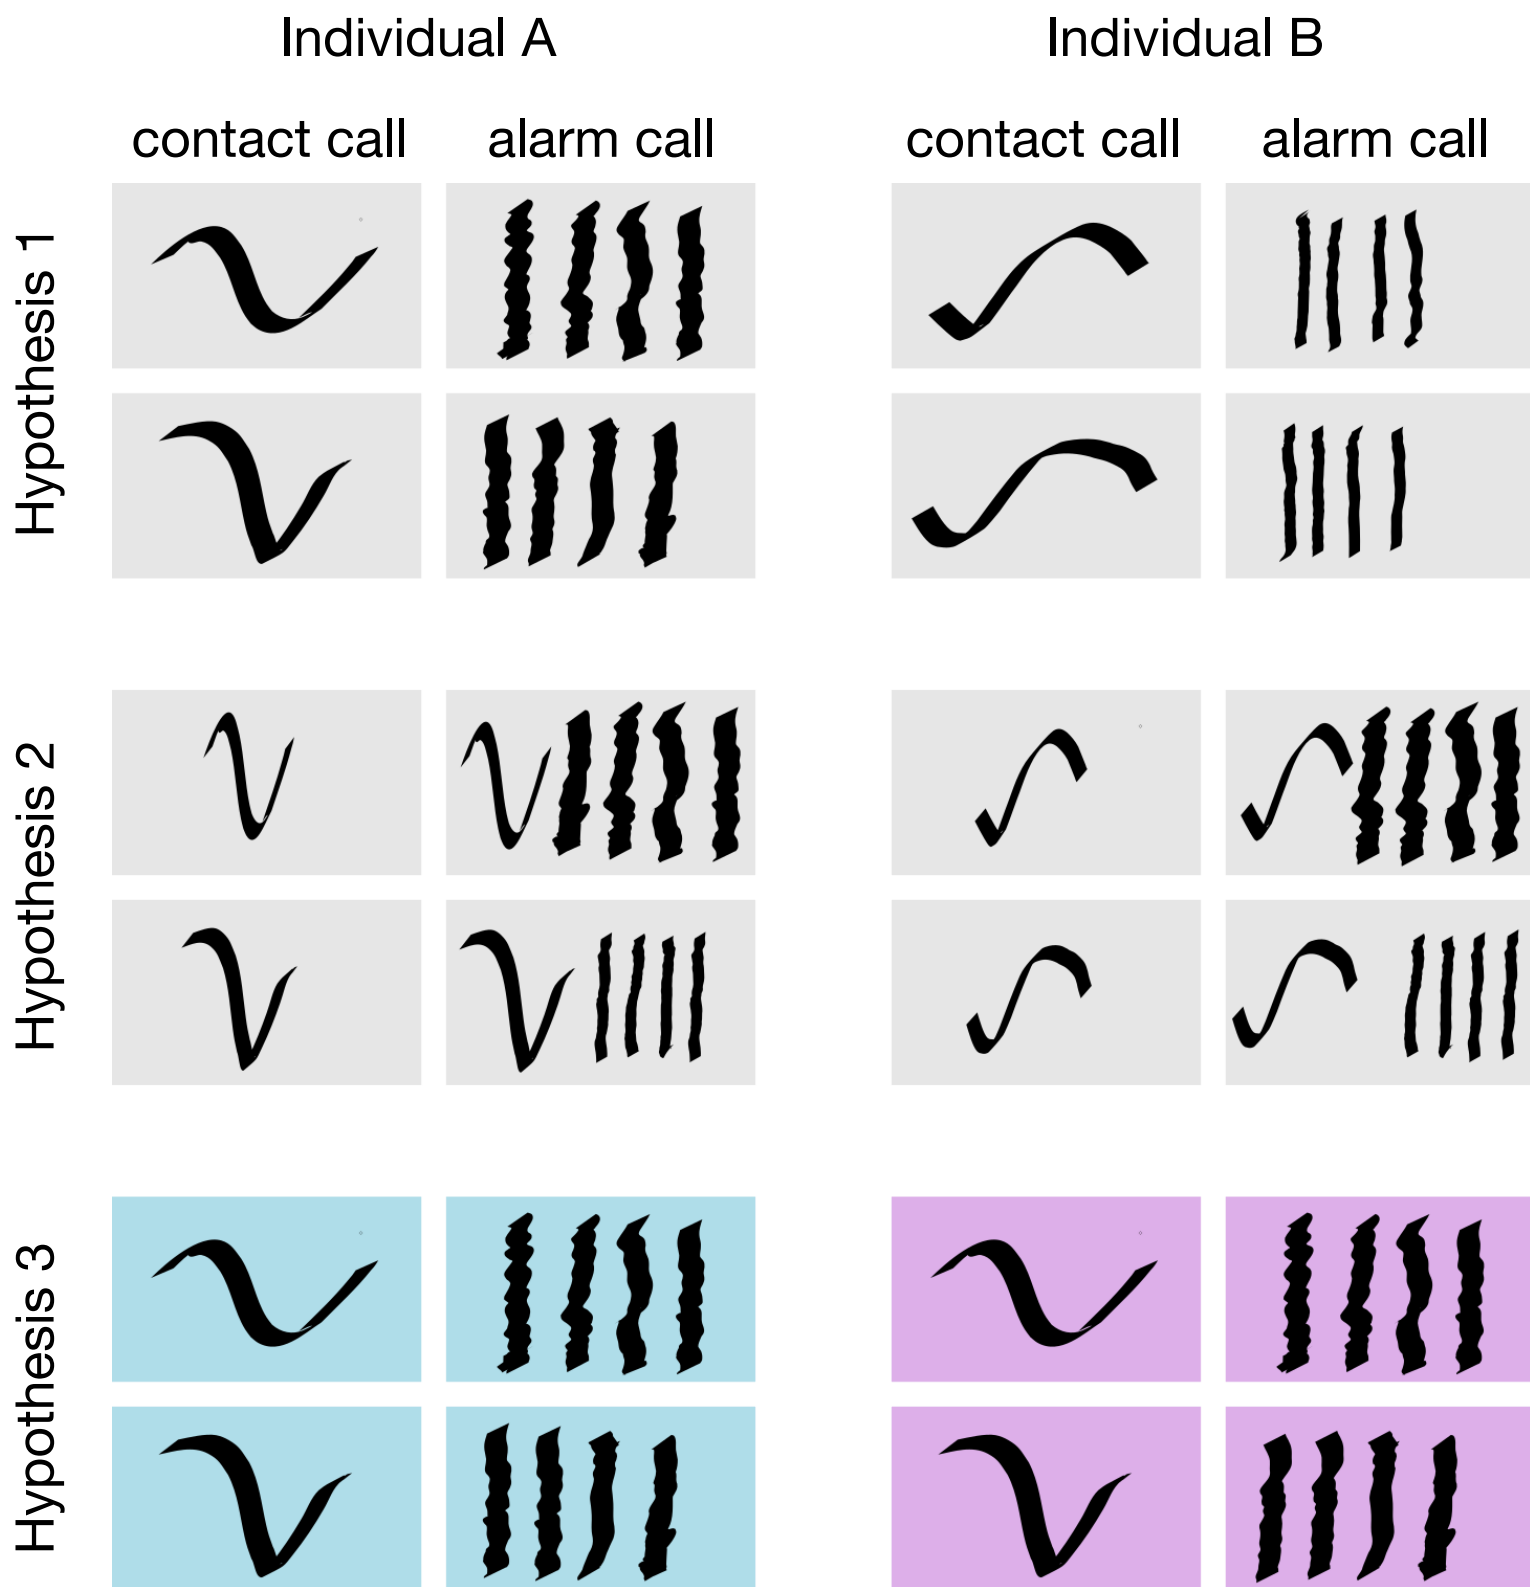 Individual A
Individual B
contact call
alarm call
contact call
alarm call
Hypothesis 1
Hypothesis 2
Hypothesis 3